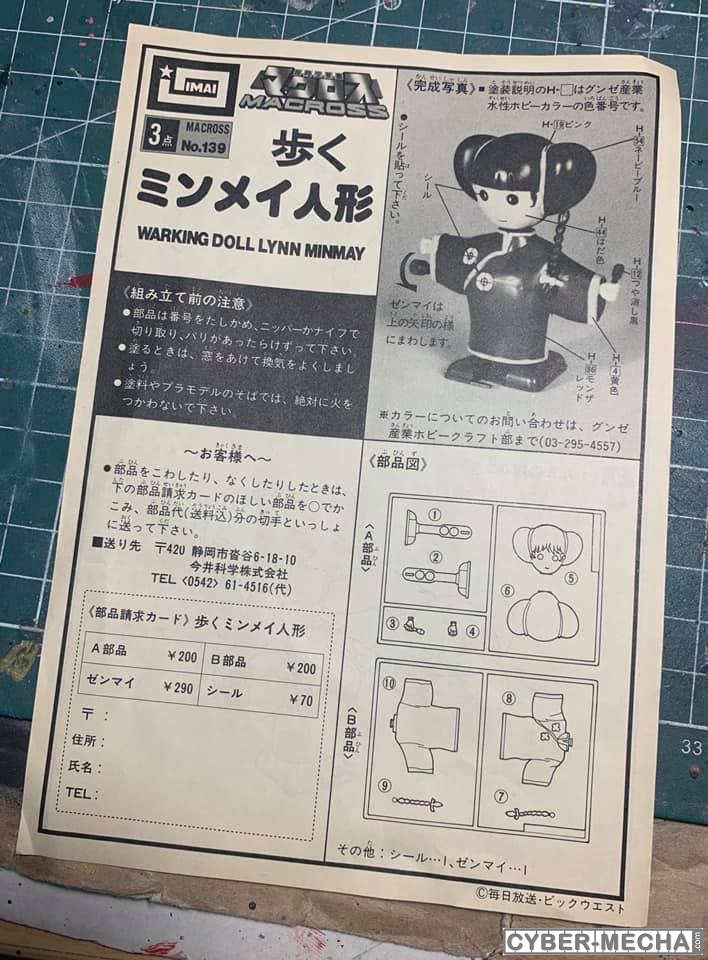 IMAI
マクロス
MACROSS
3点
MACROSS
No.139
歩く
ミンメイ人形
WARKING DOLL LYNN MINMAY
《組み立て前の注意》
●部品は番号をたしかめ、ニッパーかナイフで
切り取り、バリがあったらけずって下さい。
●塗るときは、窓をあけて換気をよくしまし
ょう。
●塗料やプラモデルのそばでは、絶対に火を
つかわないで下さい。
《完成写真》■塗装説明のH-□はグンゼ産業
水性ホビーカラーの色番号です。
●シールを貼って下さい。
シール
H-19ピンク
H-54ネービーブルー
H-44はだ色
H-12つや消し黒
H-4黄色
H-86モンザレッド
ゼンマイは
上の矢印の様
にまわします。
※カラーについてのお問い合わせは、グンゼ
産業ホビークラフト部まで(03-295-4557)
〜お客様へ〜
●部品をこわしたり、なくしたりしたときは、
下の部品請求カードのほしい部品を○でか
こみ、部品代(送料込)分の切手といっしょ
に送って下さい。
■送り先 〒420 静岡市沓谷6-18-10
今井科学株式会社
TEL〈0542〉61-4516(代)
《部品請求カード》歩くミンメイ人形
A部品 ¥200 B部品 ¥200
ゼンマイ ¥290 シール ¥70
〒:
住所:
氏名:
TEL:
《部品図》
〈A部品〉
①
②
③
④
⑤
⑥
〈B部品〉
⑩
⑧
⑨
⑦
その他:シール…1、ゼンマイ…1
©毎日放送・ビックウエスト
33
CYBER-MECHA.com